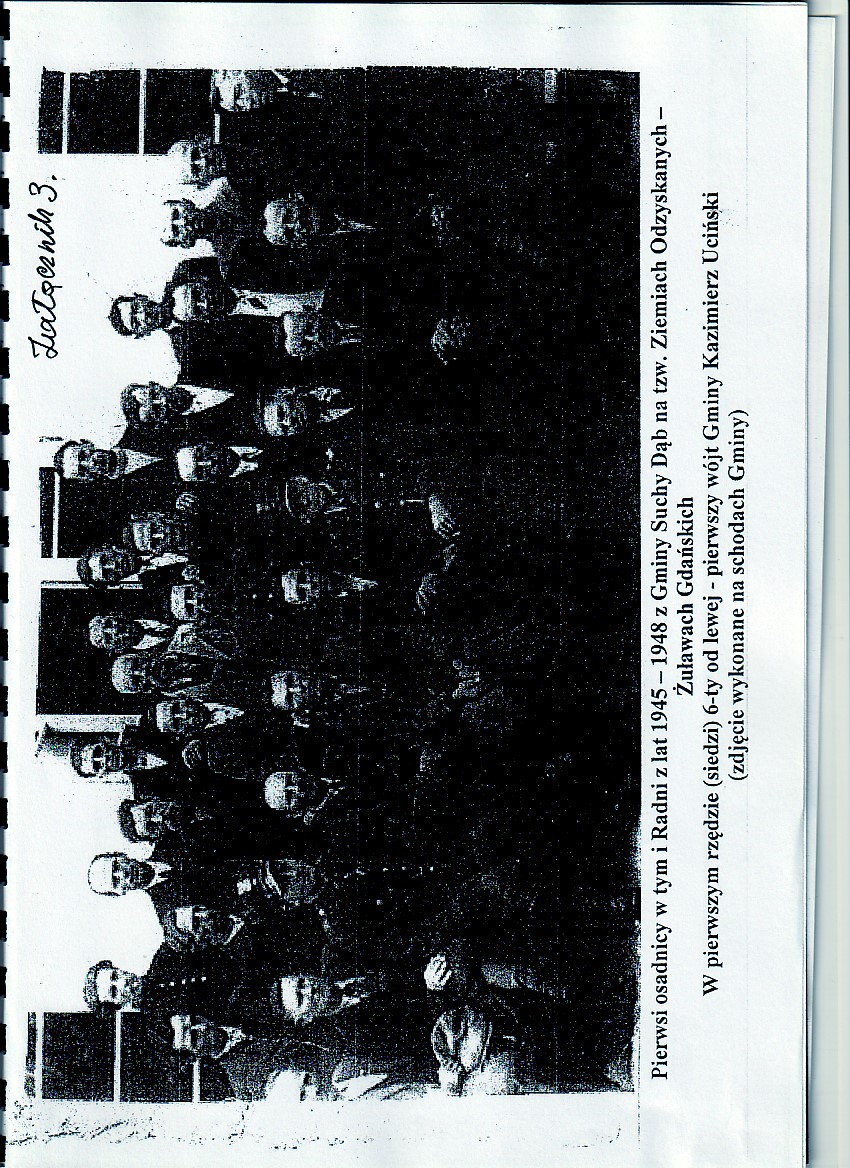 Załącznik 3.
Pierwsi osadnicy w tym i Radni z lat 1945 – 1948 z Gminy Suchy Dąb na tzw. Ziemiach Odzyskanych –
Żuławach Gdańskich
W pierwszym rzędzie (siedzi) 6-ty od lewej - pierwszy wójt Gminy Kazimierz Uciński
(zdjęcie wykonane na schodach Gminy)